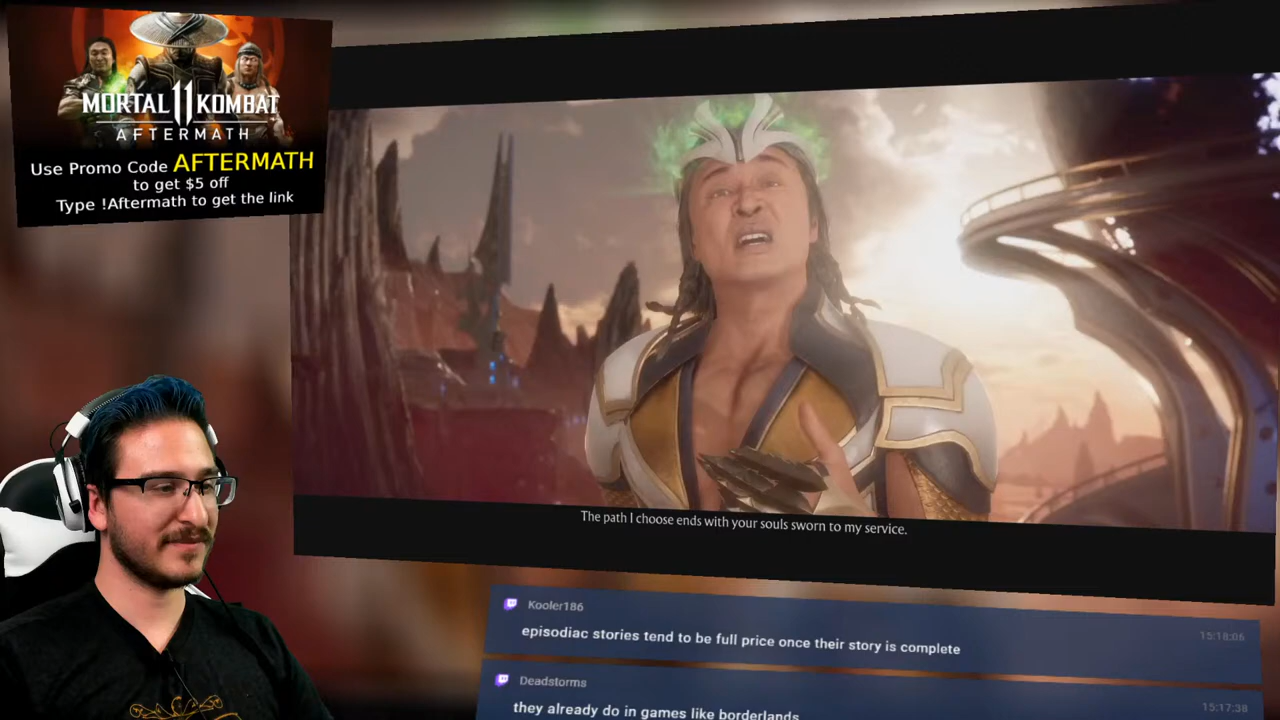 MORTAL 11 KOMBAT
AFTERMATH
Use Promo Code AFTERMATH
to get $5 off
Type !Aftermath to get the link
The path I choose ends with your souls sworn to my service.
Kooler186
15:18:06
episodiac stories tend to be full price once their story is complete
Deadstorms
15:17:38
they already do in games like borderlands